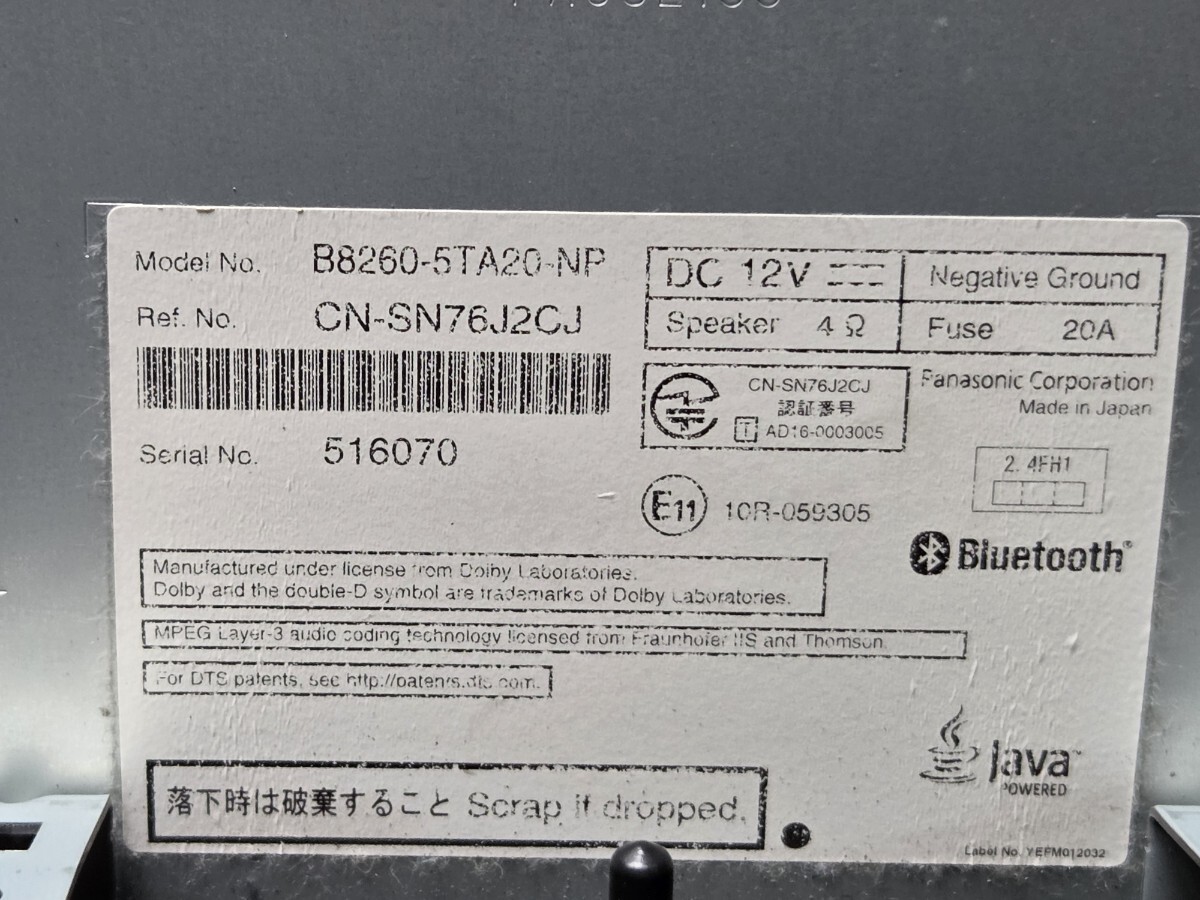 Model No. B8260-5TA20-NP
Ref. No. CN-SN76J2CJ
Serial No. 516070
DC 12V Negative Ground
Speaker 4 Ω Fuse 20A
CN-SN76J2CJ
認証番号
T AD16-0003005
Panasonic Corporation
Made in Japan
2.4FH1
E11 10R-059305
Bluetooth®
Manufactured under license from Dolby Laboratories.
Dolby and the double-D symbol are trademarks of Dolby Laboratories.
MPEG Layer-3 audio coding technology licensed from Fraunhofer IIS and Thomson.
For DTS patents, see http://patents.dts.com.
Java™
POWERED
落下時は破棄すること Scrap if dropped.
Label No. YEFM012032